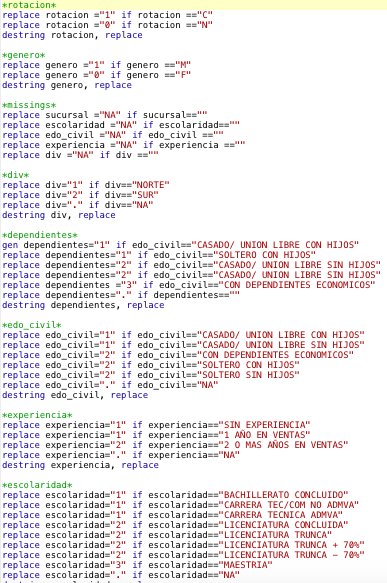 *rotacion*
replace rotacion ="1" if rotacion =="C"
replace rotacion ="0" if rotacion =="N"
destring rotacion, replace
*genero*
replace genero ="1" if genero =="M"
replace genero ="0" if genero =="F"
destring genero, replace
*missings*
replace sucursal ="NA" if sucursal==""
replace escolaridad ="NA" if escolaridad==""
replace edo_civil ="NA" if edo_civil ==""
replace experiencia ="NA" if experiencia ==""
replace div ="NA" if div ==""
*div*
replace div="1" if div=="NORTE"
replace div="2" if div=="SUR"
replace div="." if div=="NA"
destring div, replace
*dependientes*
gen dependientes="1" if edo_civil=="CASADO/ UNION LIBRE CON HIJOS"
replace dependientes="1" if edo_civil=="SOLTERO CON HIJOS"
replace dependientes="2" if edo_civil=="CASADO/ UNION LIBRE SIN HIJOS"
replace dependientes="2" if edo_civil=="CASADO/ UNION LIBRE SIN HIJOS"
replace dependientes ="3" if edo_civil=="CON DEPENDIENTES ECONOMICOS"
replace dependientes="." if dependientes==""
destring dependientes, replace
*edo_civil*
replace edo_civil="1" if edo_civil=="CASADO/ UNION LIBRE CON HIJOS"
replace edo_civil="1" if edo_civil=="CASADO/ UNION LIBRE SIN HIJOS"
replace edo_civil="2" if edo_civil=="CON DEPENDIENTES ECONOMICOS"
replace edo_civil="2" if edo_civil=="SOLTERO CON HIJOS"
replace edo_civil="2" if edo_civil=="SOLTERO SIN HIJOS"
replace edo_civil="." if edo_civil=="NA"
destring edo_civil, replace
*experiencia*
replace experiencia="1" if experiencia=="SIN EXPERIENCIA"
replace experiencia="1" if experiencia=="1 AÑO EN VENTAS"
replace experiencia="2" if experiencia=="2 O MAS AÑOS EN VENTAS"
replace experiencia="." if experiencia=="NA"
destring experiencia, replace
*escolaridad*
replace escolaridad="1" if escolaridad=="BACHILLERATO CONCLUIDO"
replace escolaridad="1" if escolaridad=="CARRERA TEC/COM NO ADMVA"
replace escolaridad="1" if escolaridad=="CARRERA TECNICA ADMVA"
replace escolaridad="2" if escolaridad=="LICENCIATURA CONCLUIDA"
replace escolaridad="2" if escolaridad=="LICENCIATURA TRUNCA"
replace escolaridad="2" if escolaridad=="LICENCIATURA TRUNCA + 70%"
replace escolaridad="2" if escolaridad=="LICENCIATURA TRUNCA - 70%"
replace escolaridad="3" if escolaridad=="MAESTRIA"
replace escolaridad="." if escolaridad=="NA"